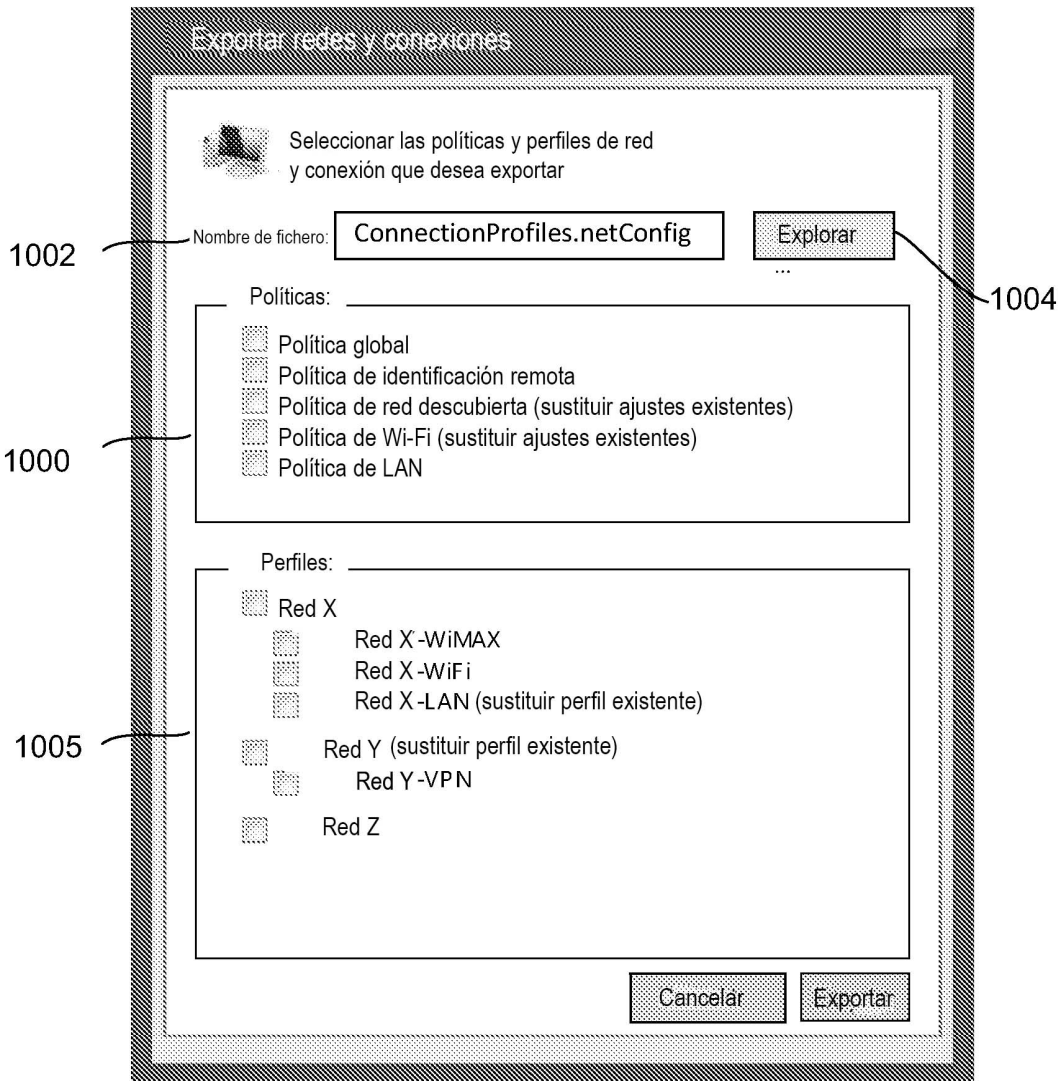 Exportar redes y conexiones
Seleccionar las políticas y perfiles de red
y conexión que desea exportar
1002
Nombre de fichero:
ConnectionProfiles.netConfig
Explorar
...
1004
Políticas:
Política global
Política de identificación remota
Política de red descubierta (sustituir ajustes existentes)
Política de Wi-Fi (sustituir ajustes existentes)
1000
Política de LAN
Perfiles:
Red X
Red X-WiMAX
Red X-WiFi
Red X-LAN (sustituir perfil existente)
1005
Red Y (sustituir perfil existente)
Red Y-VPN
Red Z
Cancelar
Exportar